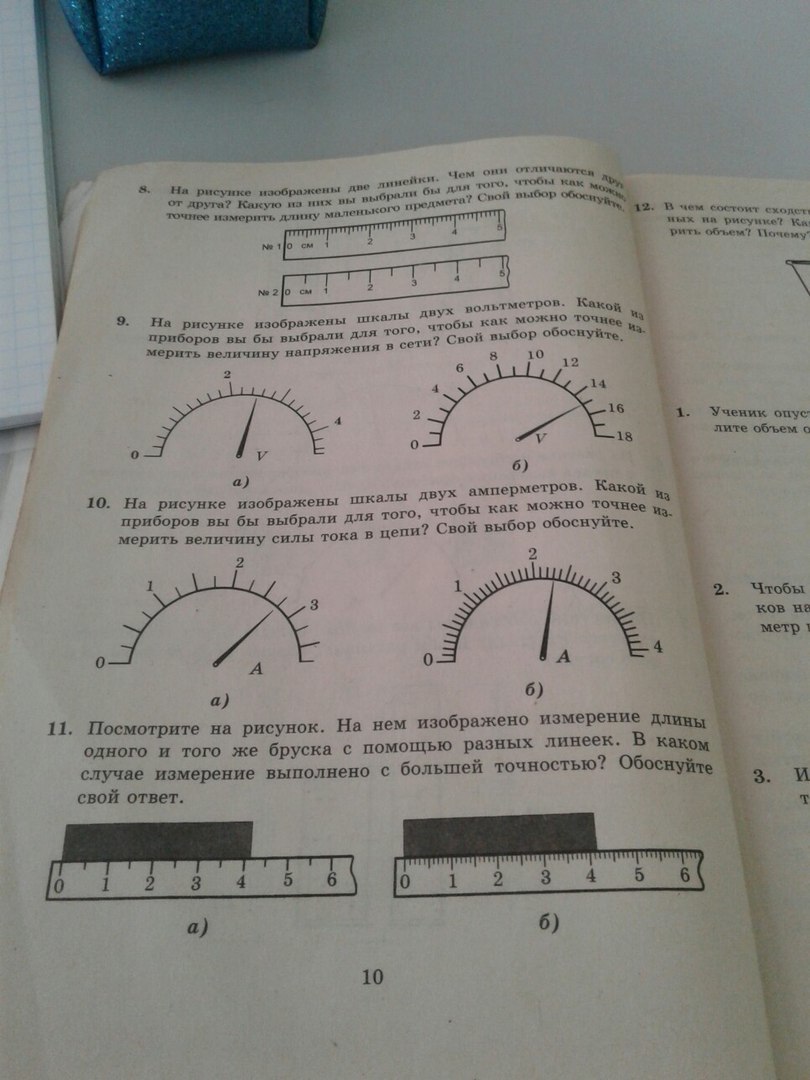 8. На рисунке изображены две линейки. Чем они отличаются друг
от друга? Какую из них вы выбрали бы для того, чтобы как можно
точнее измерить длину маленького предмета? Свой выбор обоснуйте.
№ 1 0 см 1 2 3 4 5
№ 2 0 см 1 2 3 4 5
9. На рисунке изображены шкалы двух вольтметров. Какой из
приборов вы бы выбрали для того, чтобы как можно точнее из-
мерить величину напряжения в сети? Свой выбор обоснуйте.
0 2 4 V
а)
0 2 4 6 8 10 12 14 16 18 V
б)
10. На рисунке изображены шкалы двух амперметров. Какой из
приборов вы бы выбрали для того, чтобы как можно точнее из-
мерить величину силы тока в цепи? Свой выбор обоснуйте.
0 1 2 3 A
а)
0 1 2 3 4 A
б)
11. Посмотрите на рисунок. На нем изображено измерение длины
одного и того же бруска с помощью разных линеек. В каком
случае измерение выполнено с большей точностью? Обоснуйте
свой ответ.
0 1 2 3 4 5 6
а)
0 1 2 3 4 5 6
б)
10
12. В чем состоит
ных на рисунке?
рить объем? Почему?
1. Ученик
лите объем
2. Чтобы
ков
метр
3.